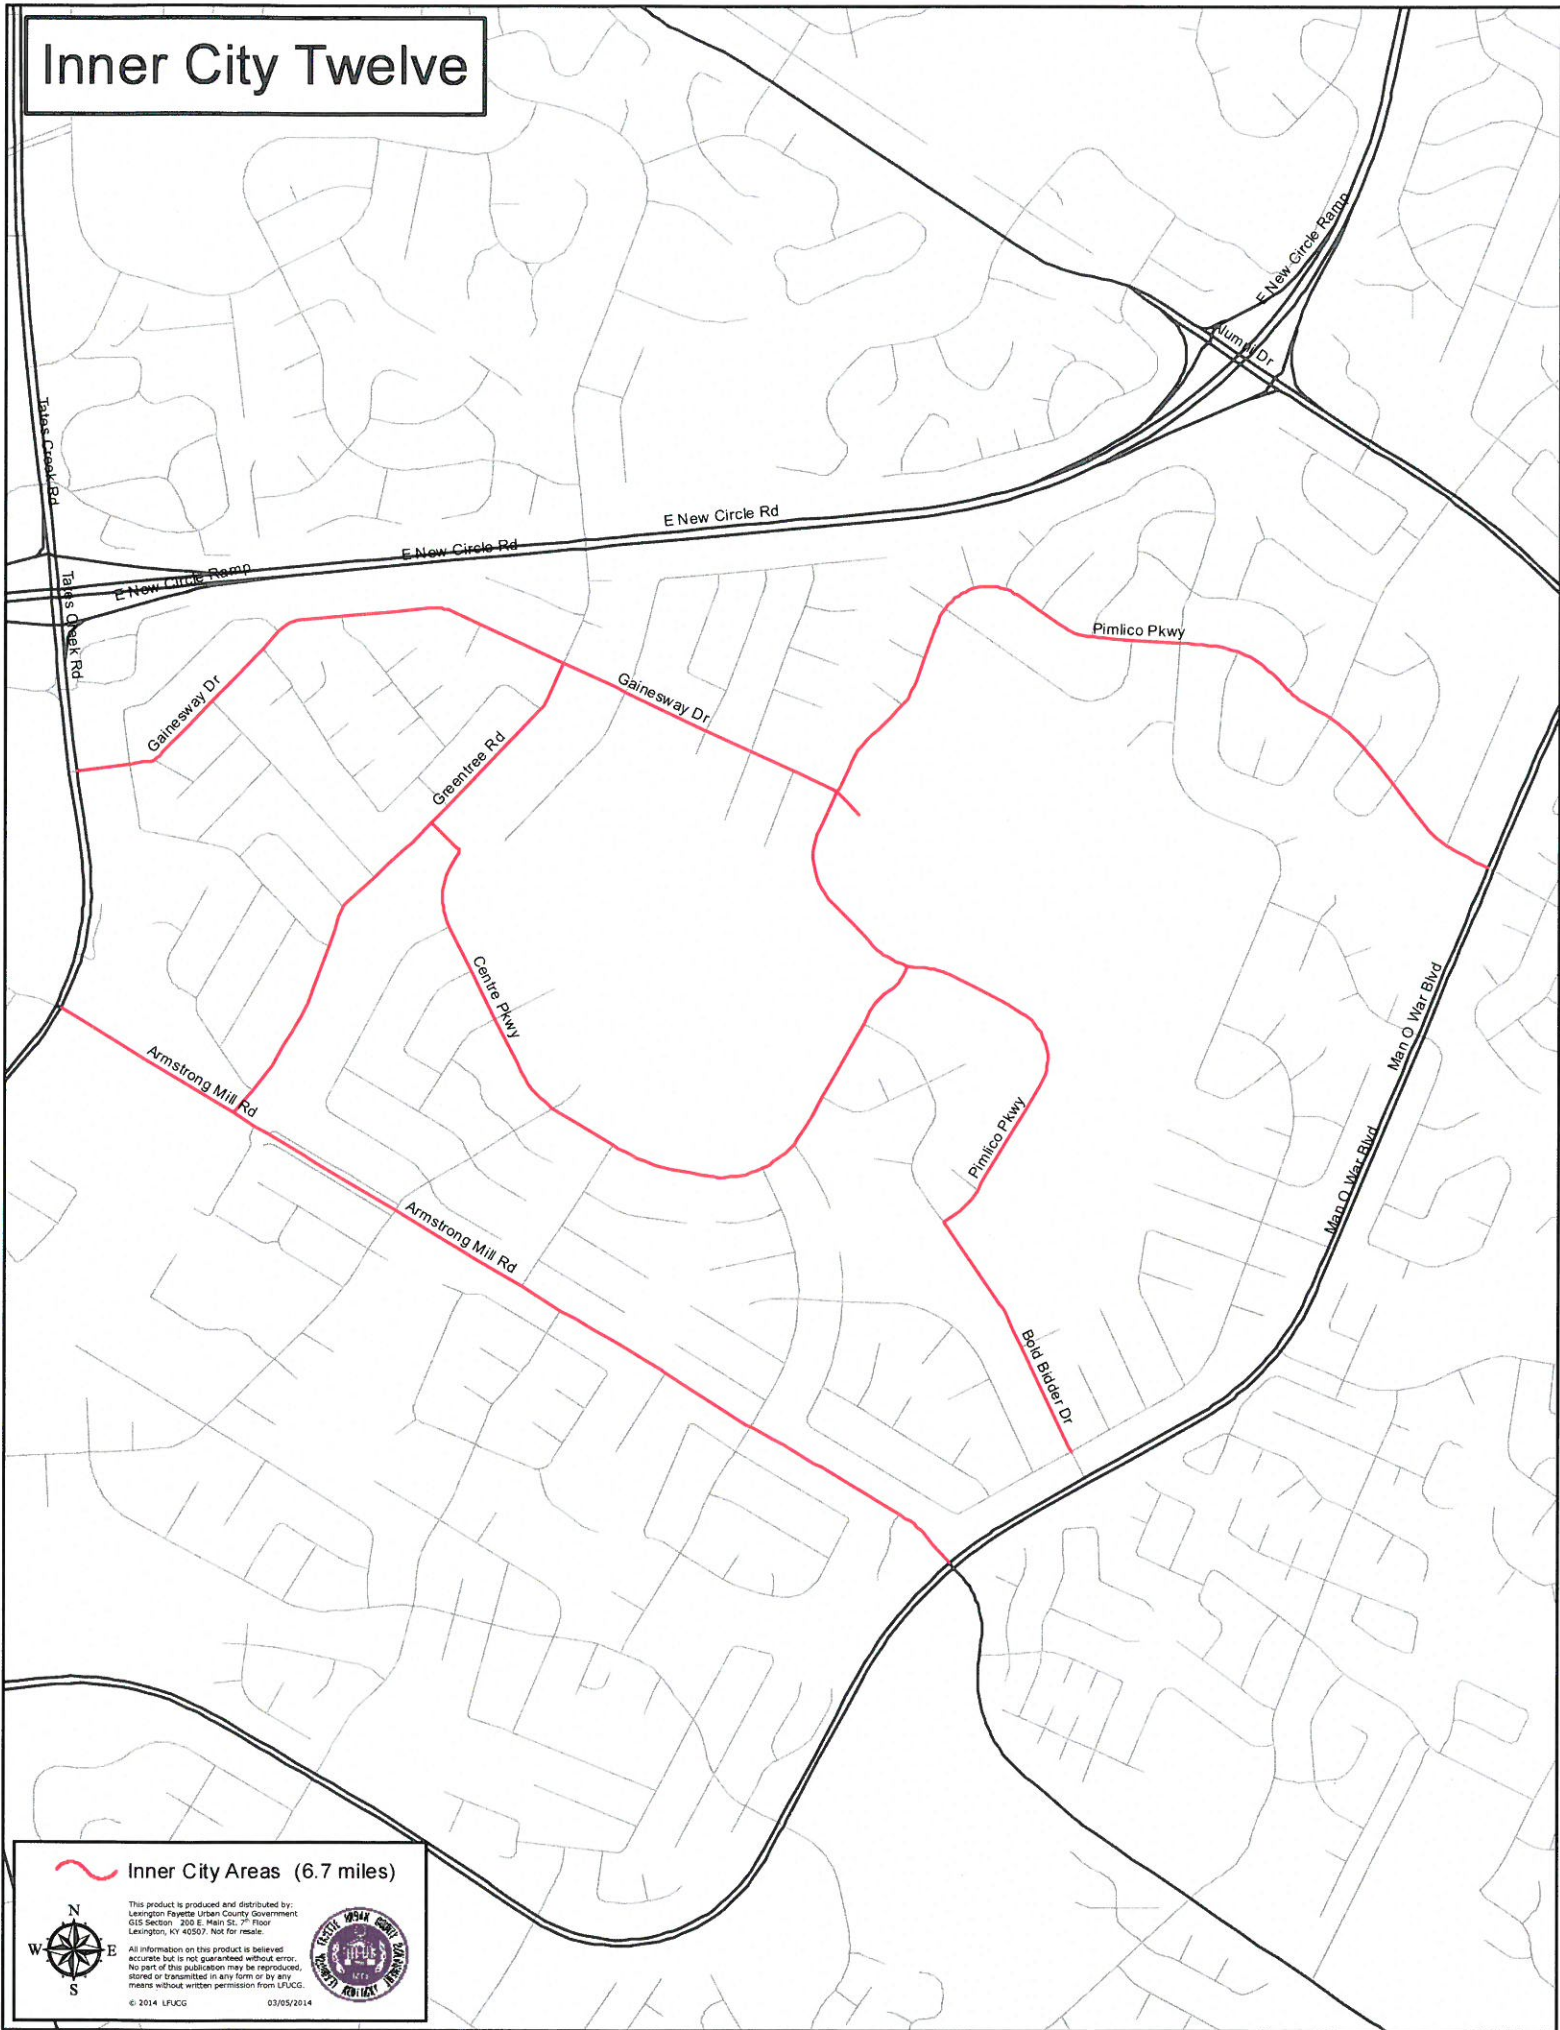 Inner City Twelve
E New Circle Ramp
Alumni Dr
Tates Creek Rd
E New Circle Rd
E New Circle Rd
E New Circle Ramp
Tates Creek Rd
Pimlico Pkwy
Gainesway Dr
Gainesway Dr
Greentree Rd
Centre Pkwy
Man O War Blvd
Armstrong Mill Rd
Pimlico Pkwy
Man O War Blvd
Armstrong Mill Rd
Bold Bidder Dr
Inner City Areas (6.7 miles)
This product is produced and distributed by:
Lexington Fayette Urban County Government
GIS Section 200 E. Main St. 7th Floor
Lexington, KY 40507. Not for resale.
All information on this product is believed
accurate but is not guaranteed without error.
No part of this publication may be reproduced,
stored or transmitted in any form or by any
means without written permission from LFUCG.
© 2014 LFUCG 03/05/2014
N
W E
S